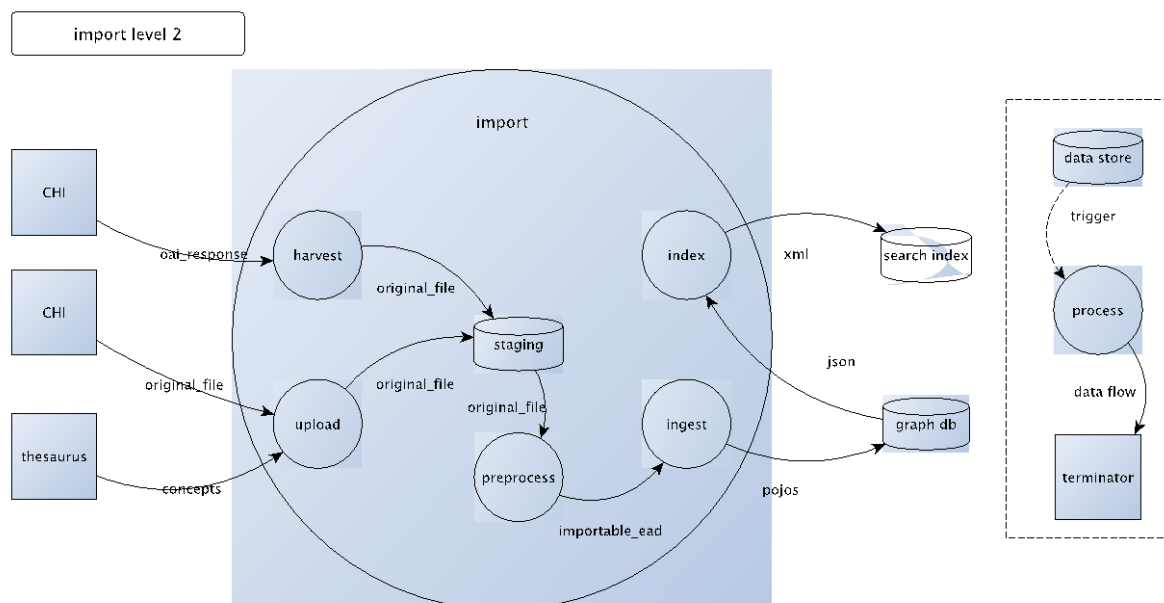 import level 2
import
CHI
oai_response
harvest
original_file
index
xml
search index
CHI
original_file
upload
original_file
staging
original_file
preprocess
importable_ead
ingest
json
graph db
pojos
thesaurus
concepts
data store
trigger
process
data flow
terminator